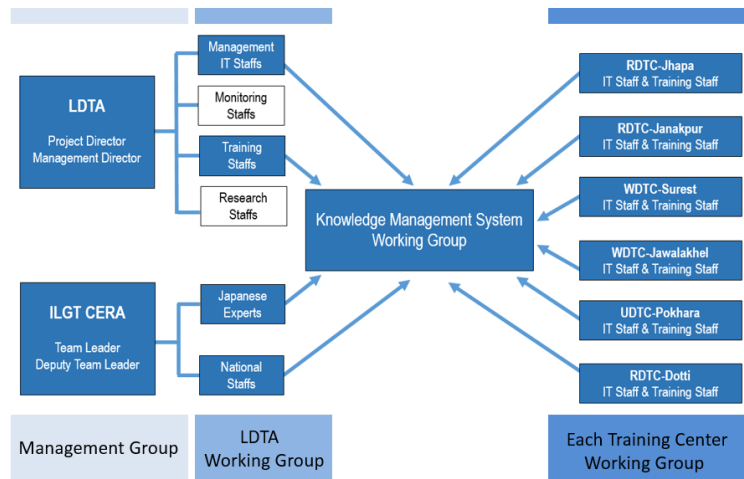 LDTA
Project Director
Management Director
ILGT CERA
Team Leader
Deputy Team Leader
Management
IT Staffs
Monitoring
Staffs
Training
Staffs
Research
Staffs
Japanese
Experts
National
Staffs
Knowledge Management System
Working Group
RDTC-Jhapa
IT Staff & Training Staff
RDTC-Janakpur
IT Staff & Training Staff
WDTC-Surest
IT Staff & Training Staff
WDTC-Jawalakhel
IT Staff & Training Staff
UDTC-Pokhara
IT Staff & Training Staff
RDTC-Dotti
IT Staff & Training Staff
Management Group
LDTA
Working Group
Each Training Center
Working Group